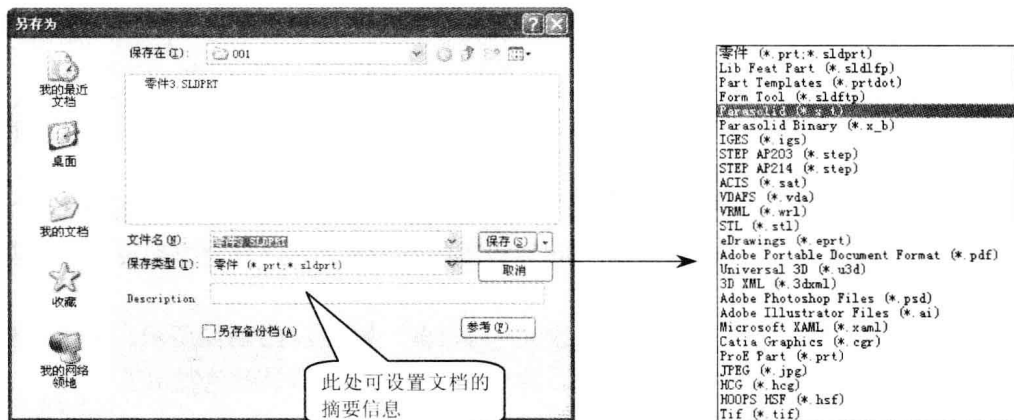 另存为
保存在(I):
001
我的最近
文档
桌面
我的文档
收藏
我的网络
领地
零件3.SLDPRT
文件名(N):
零件3.SLDPRT
保存(S)
保存类型(T):
零件 (*.prt;*.sldprt)
取消
Description
另存备份档(A)
参考(F)...
此处可设置文档的
摘要信息
零件 (*.prt;*.sldprt)
Lib Feat Part (*.sldlfp)
Part Templates (*.prtdot)
Form Tool (*.sldftp)
Parasolid (*.x_t)
Parasolid Binary (*.x_b)
IGES (*.igs)
STEP AP203 (*.step)
STEP AP214 (*.step)
ACIS (*.sat)
VDAFS (*.vda)
VRML (*.wrl)
STL (*.stl)
eDrawings (*.eprt)
Adobe Portable Document Format (*.pdf)
Universal 3D (*.u3d)
3D XML (*.3dxml)
Adobe Photoshop Files (*.psd)
Adobe Illustrator Files (*.ai)
Microsoft XAML (*.xaml)
Catia Graphics (*.cgr)
ProE Part (*.prt)
JPEG (*.jpg)
HCG (*.hcg)
HOOPS HSF (*.hsf)
Tif (*.tif)